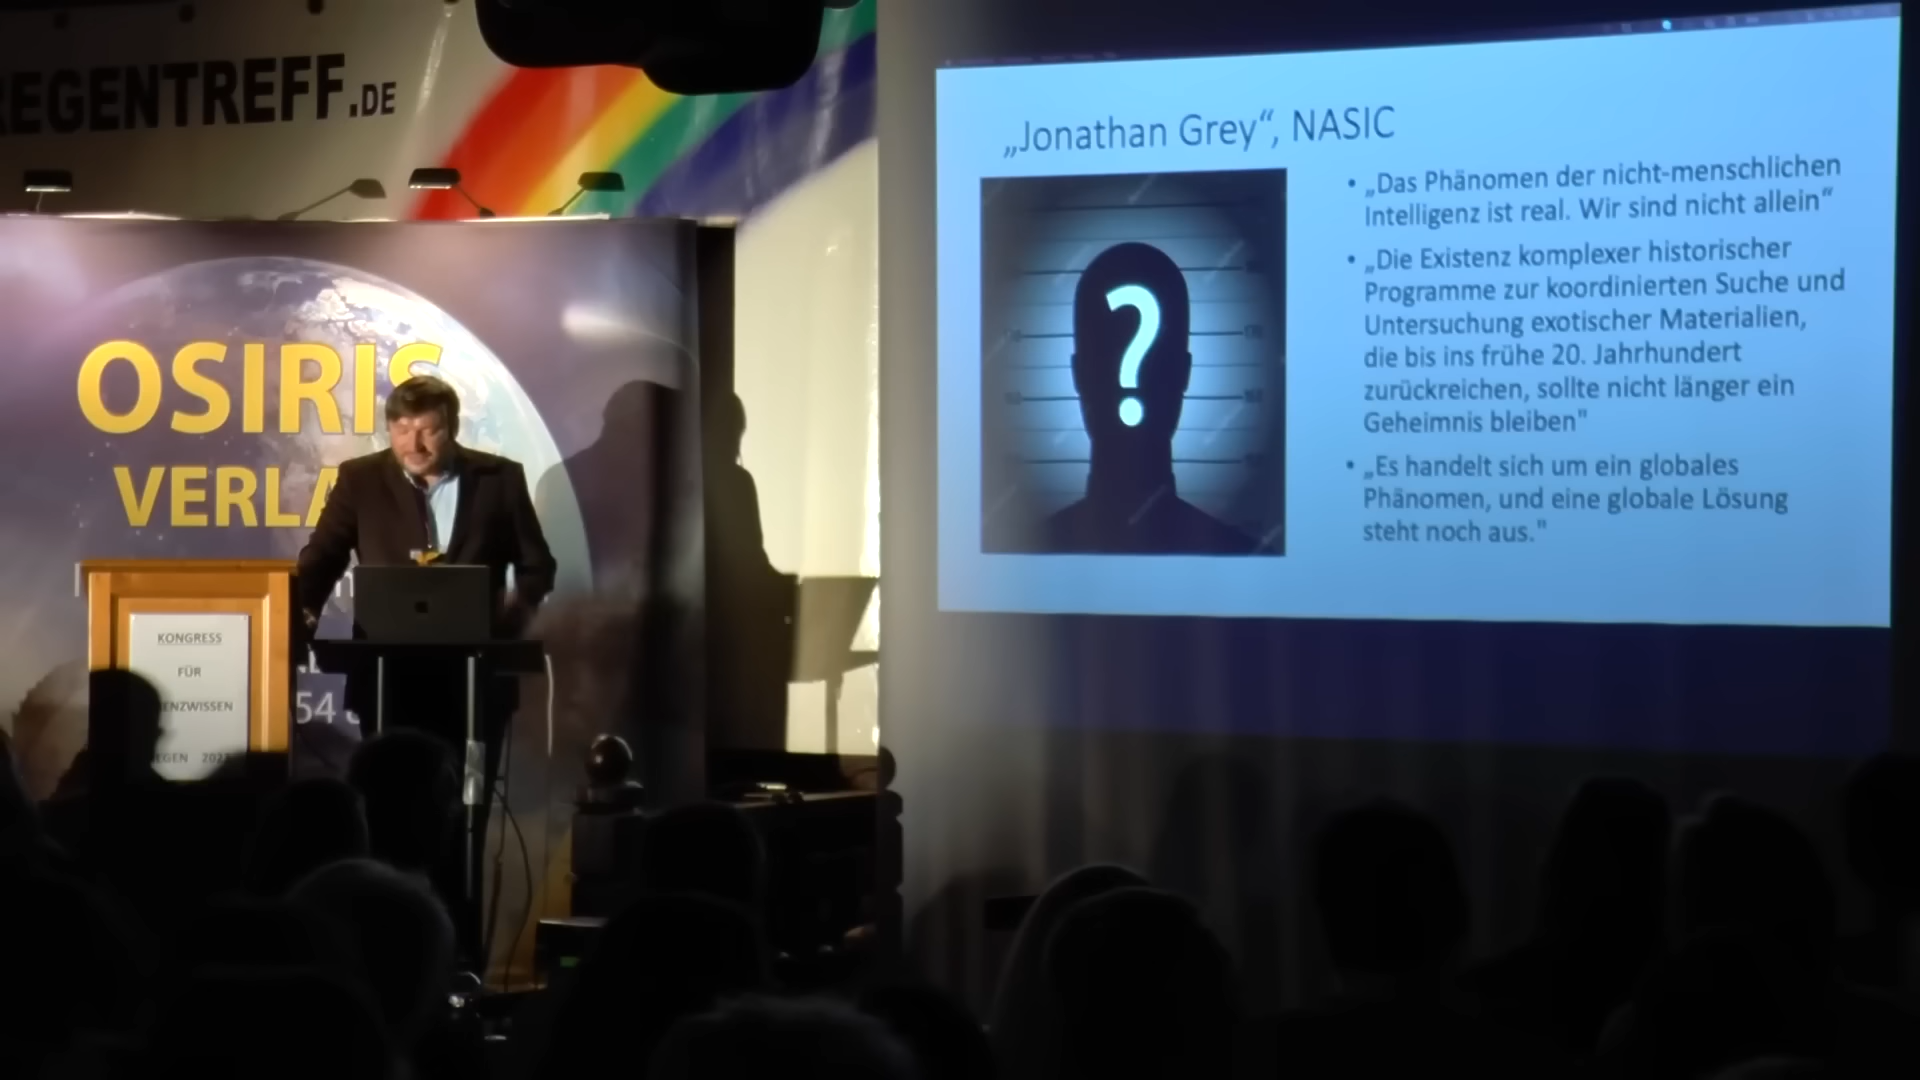 REGENTREFF.DE
OSIRIS
VERLA
KONGRESS
FÜR
ENZWISSEN
EGEN 202
54
„Jonathan Grey“, NASIC
• „Das Phänomen der nicht-menschlichen
Intelligenz ist real. Wir sind nicht allein“
• „Die Existenz komplexer historischer
Programme zur koordinierten Suche und
Untersuchung exotischer Materialien,
die bis ins frühe 20. Jahrhundert
zurückreichen, sollte nicht länger ein
Geheimnis bleiben"
• „Es handelt sich um ein globales
Phänomen, und eine globale Lösung
steht noch aus."
?